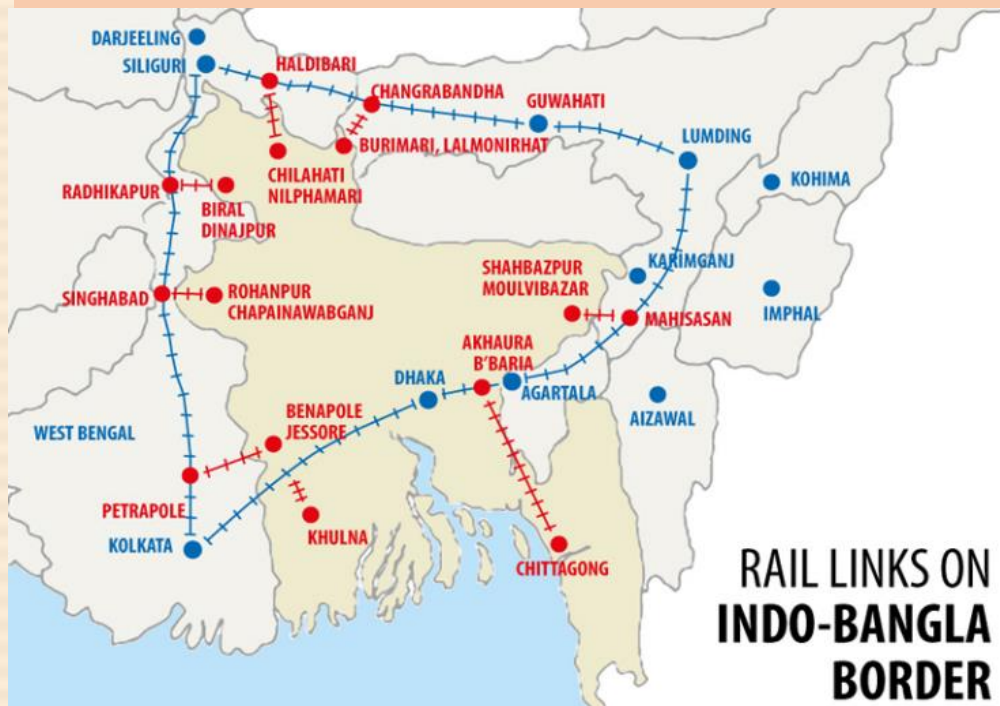 DARJEELING
SILIGURI
HALDIBARI
CHANGRABANDHA
GUWAHATI
LUMDING
BURIMARI, LALMONIRHAT
CHILAHATI
NILPHAMARI
KOHIMA
RADHIKAPUR
BIRAL
DINAJPUR
KARIMGANJ
SHAHBAZPUR
MOULVIBAZAR
SINGHABAD
ROHANPUR
CHAPAINAWABGANJ
IMPHAL
MAHISASAN
AKHAURA
B'BARIA
DHAKA
AGARTALA
AIZAWAL
BENAPOLE
JESSORE
WEST BENGAL
PETRAPOLE
KHULNA
KOLKATA
CHITTAGONG
RAIL LINKS ON
INDO-BANGLA
BORDER